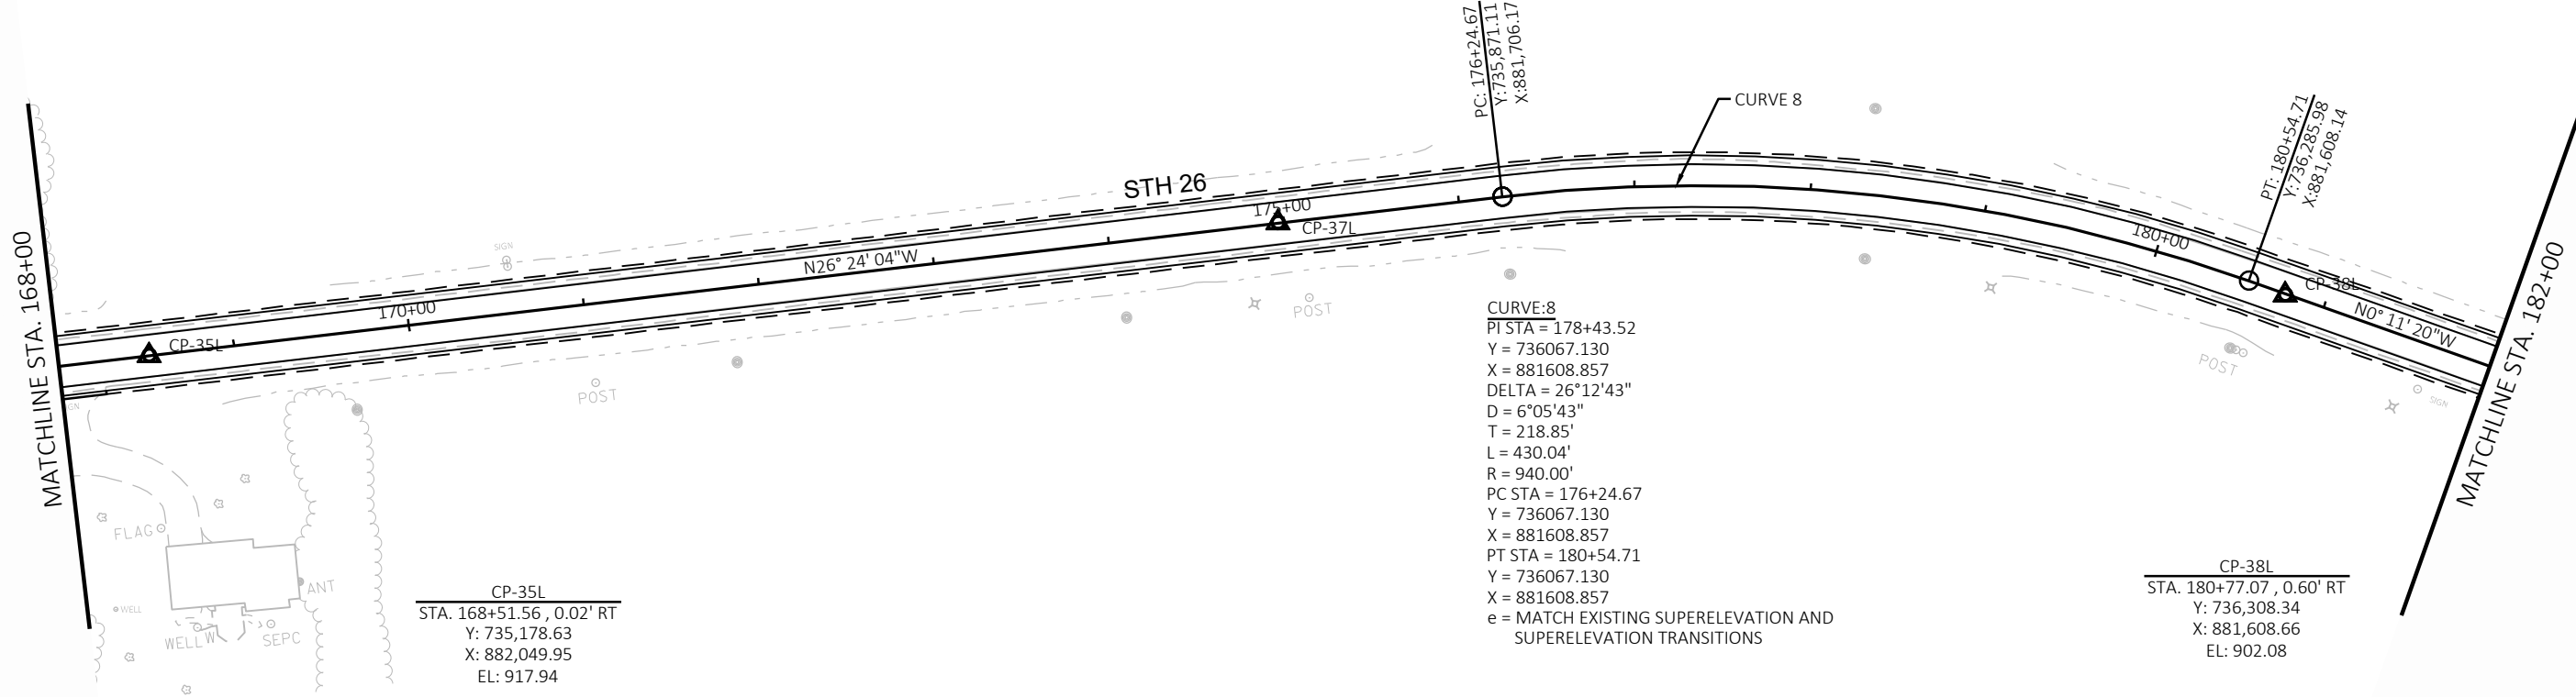 PC: 176+24.67
Y:735,871.11
X:881,706.17
CURVE 8
PT: 180+54.71
Y:736,285.98
X:881,608.14
STH 26
175+00
CP-37L
180+00
MATCHLINE STA. 168+00
SIGN
N26° 24' 04"W
170+00
CP-35L
CP-38L
N0° 11' 20"W
MATCHLINE STA. 182+00
POST
POST
POST
SIGN
CURVE:8
PI STA = 178+43.52
Y = 736067.130
X = 881608.857
DELTA = 26°12'43"
D = 6°05'43"
T = 218.85'
L = 430.04'
R = 940.00'
PC STA = 176+24.67
Y = 736067.130
X = 881608.857
PT STA = 180+54.71
Y = 736067.130
X = 881608.857
e = MATCH EXISTING SUPERELEVATION AND
SUPERELEVATION TRANSITIONS
FLAG
ANT
WELL
WELL
W
SEPC
CP-35L
STA. 168+51.56 , 0.02' RT
Y: 735,178.63
X: 882,049.95
EL: 917.94
CP-38L
STA. 180+77.07 , 0.60' RT
Y: 736,308.34
X: 881,608.66
EL: 902.08